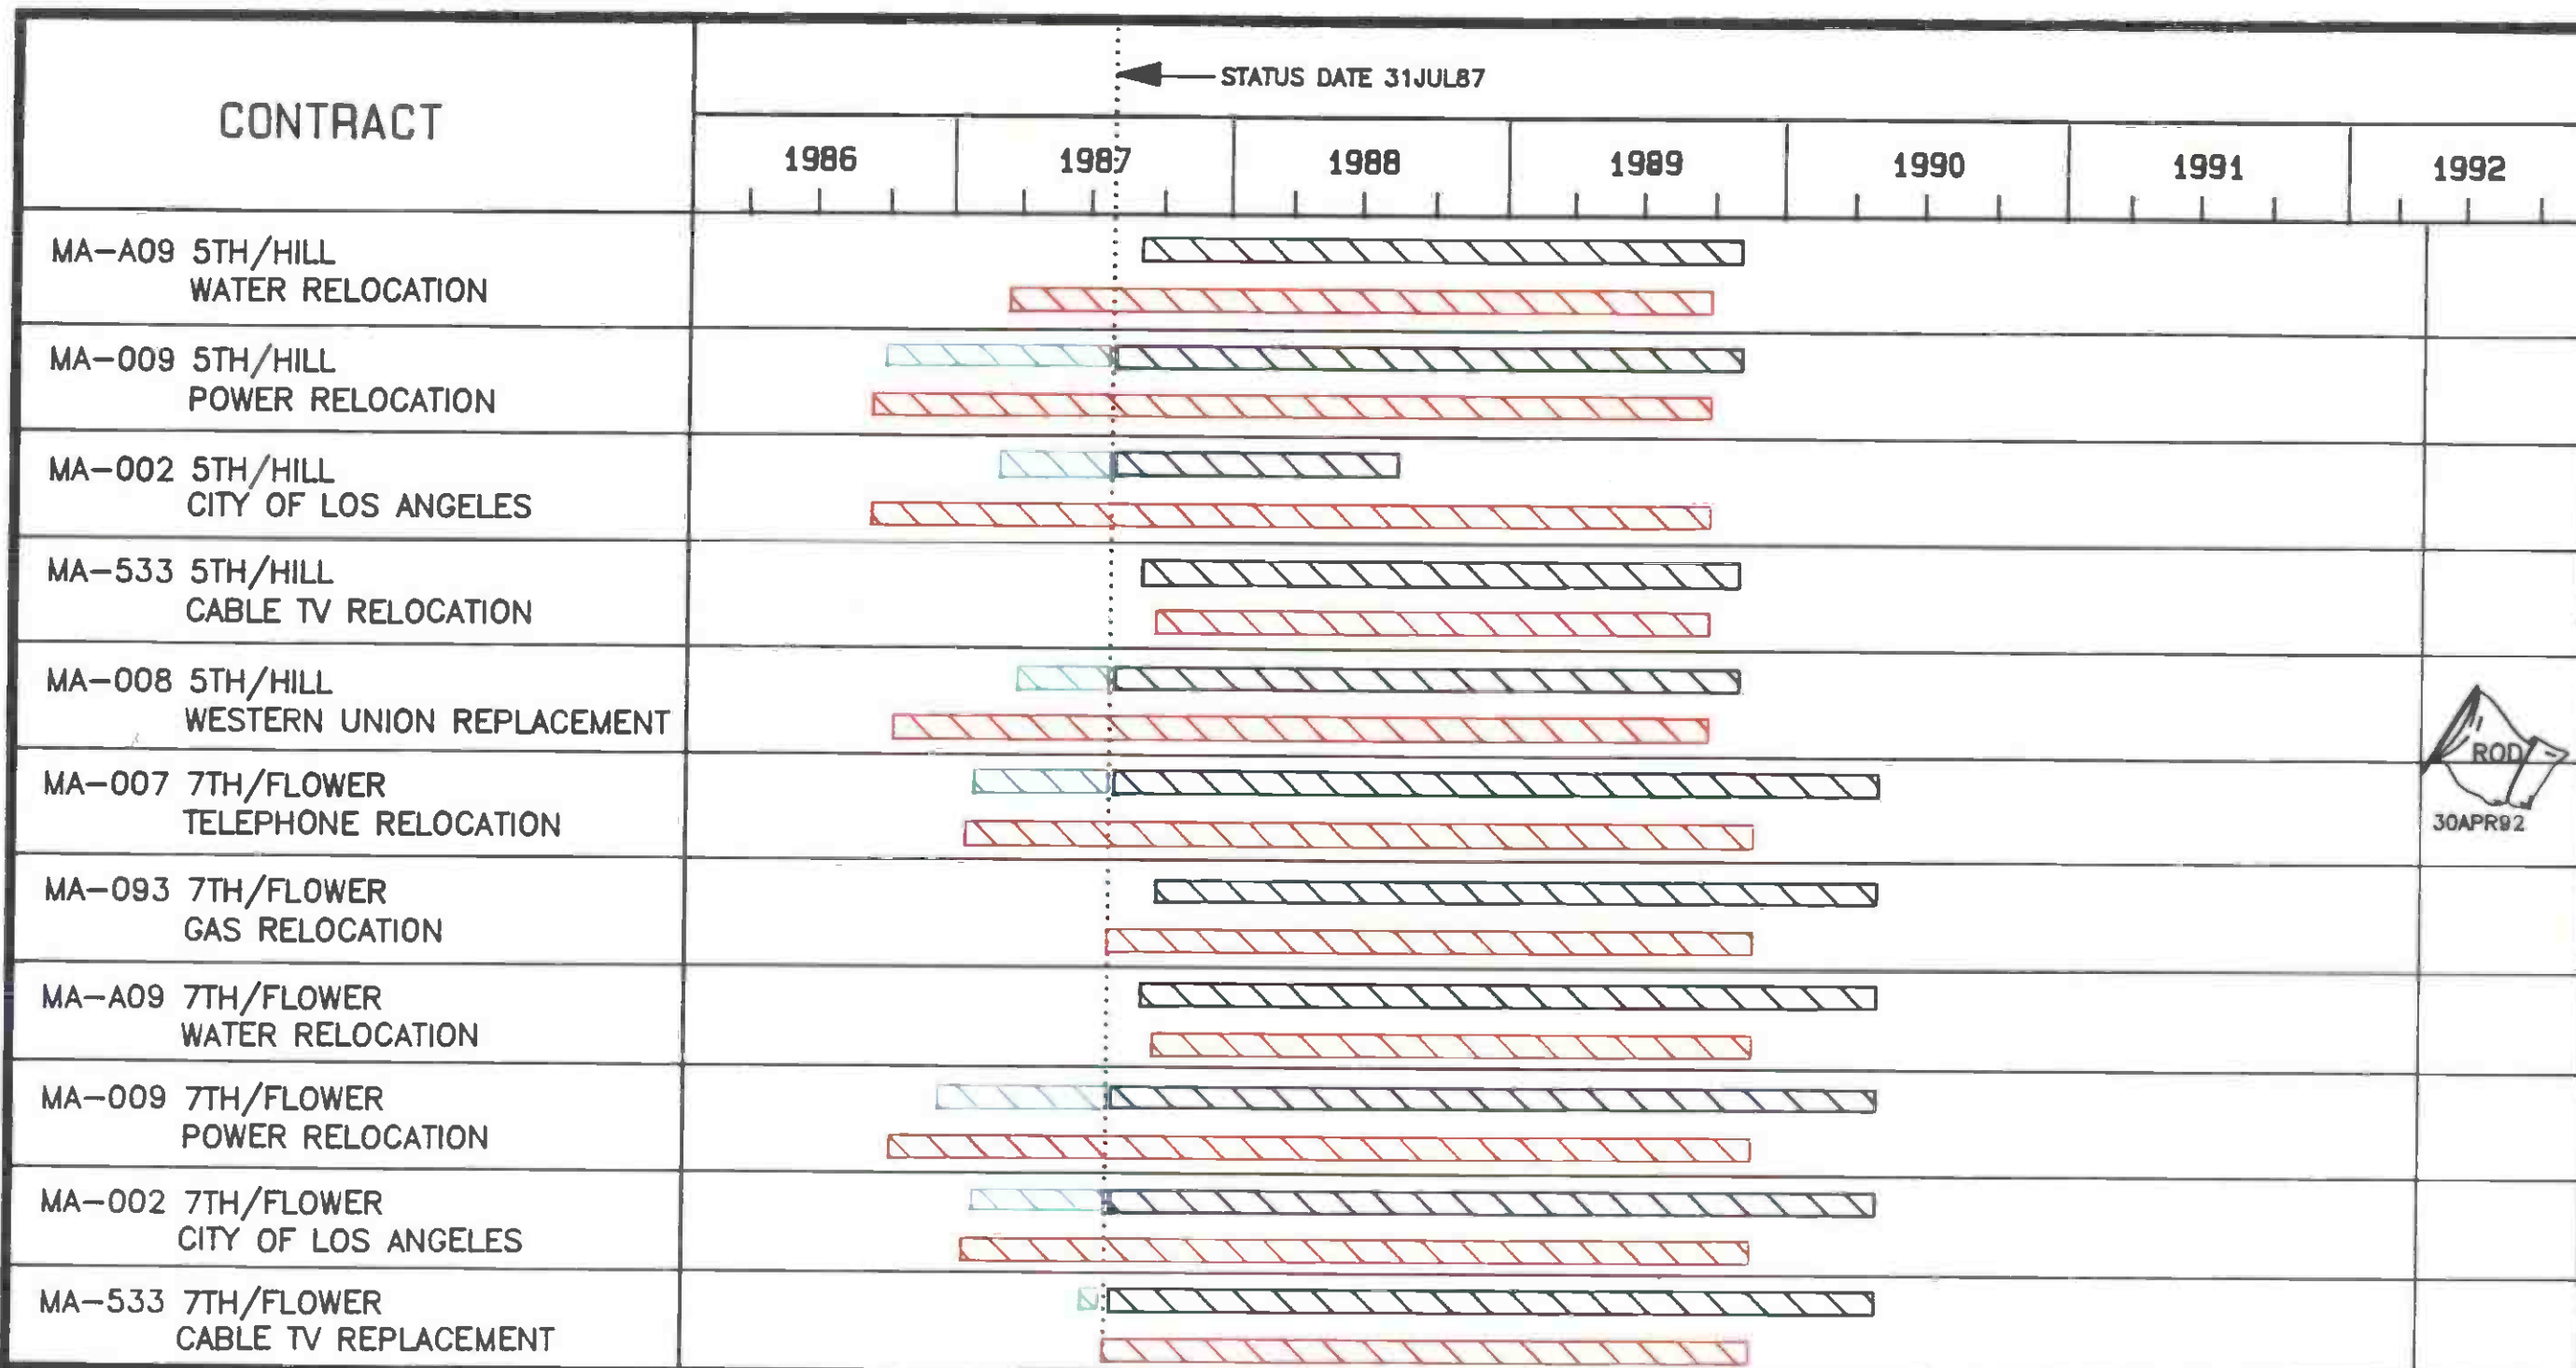 CONTRACT
STATUS DATE 31JUL87
1986 1987 1988 1989 1990 1991 1992
MA-A09 5TH/HILL
WATER RELOCATION
MA-009 5TH/HILL
POWER RELOCATION
MA-002 5TH/HILL
CITY OF LOS ANGELES
MA-533 5TH/HILL
CABLE TV RELOCATION
MA-008 5TH/HILL
WESTERN UNION REPLACEMENT
ROD
MA-007 7TH/FLOWER
TELEPHONE RELOCATION
30APR92
MA-093 7TH/FLOWER
GAS RELOCATION
MA-A09 7TH/FLOWER
WATER RELOCATION
MA-009 7TH/FLOWER
POWER RELOCATION
MA-002 7TH/FLOWER
CITY OF LOS ANGELES
MA-533 7TH/FLOWER
CABLE TV REPLACEMENT